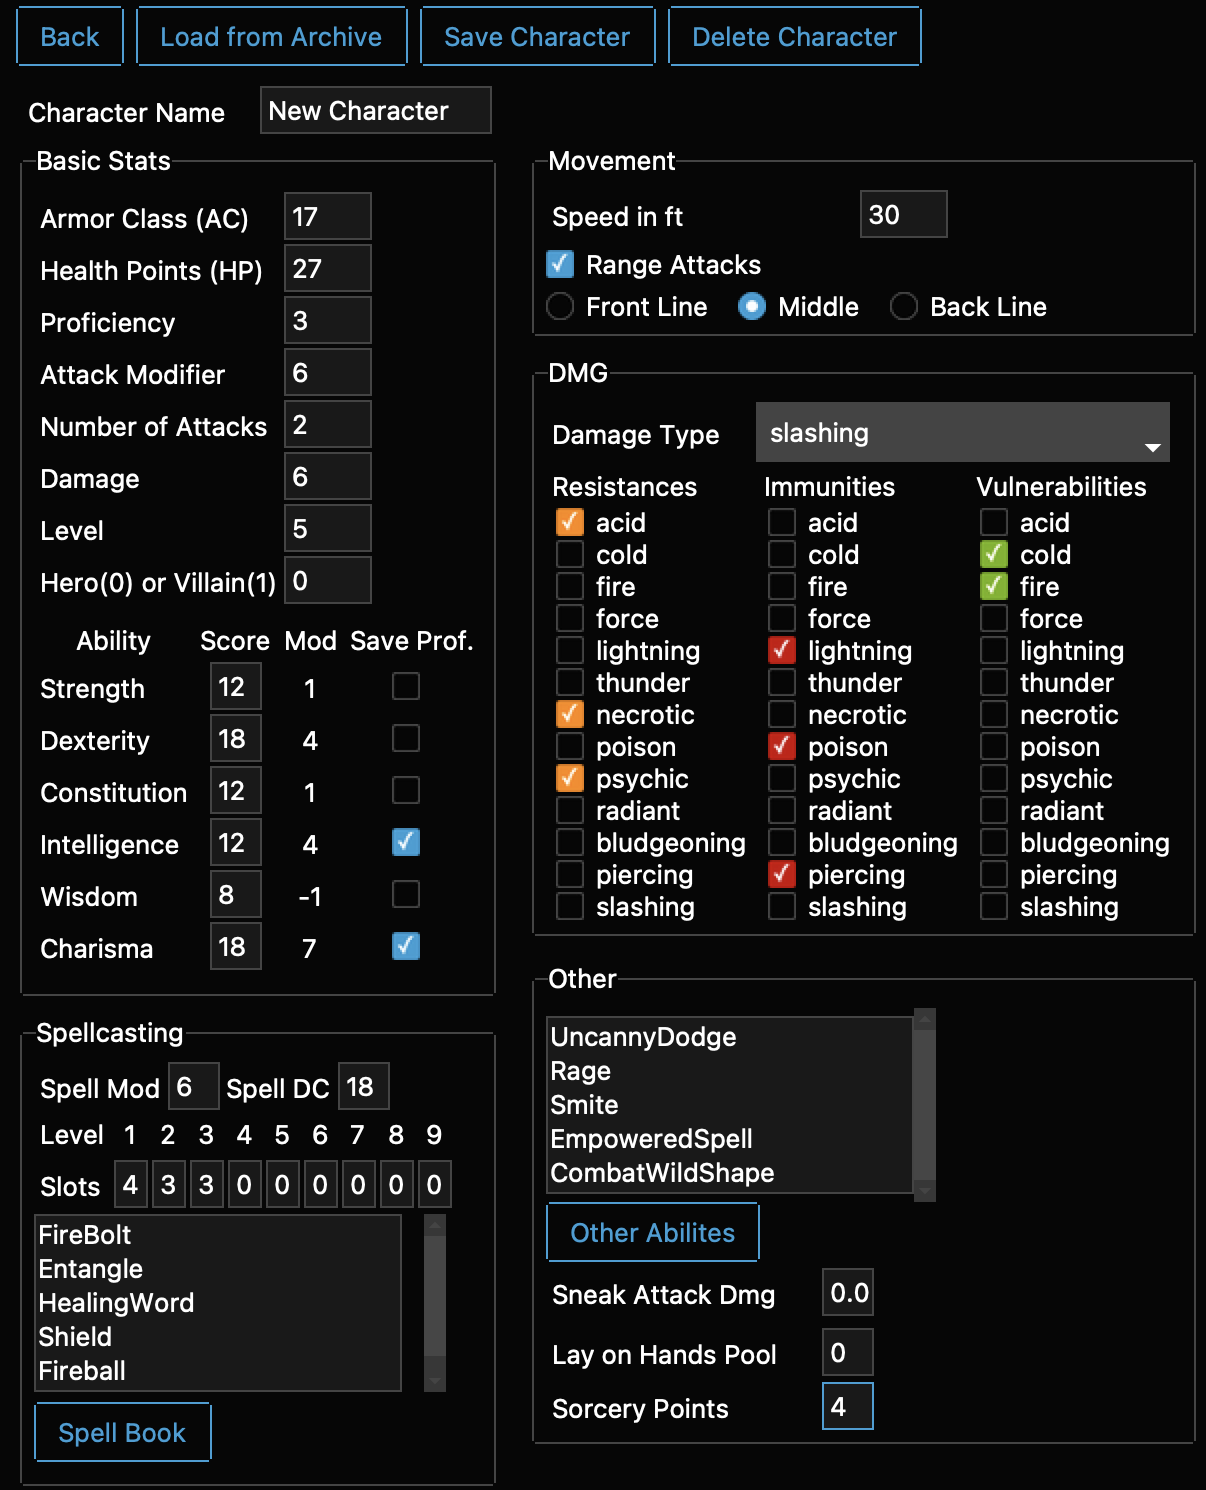 Back Load from Archive Save Character Delete Character
Character Name New Character
Basic Stats
Armor Class (AC) 17
Health Points (HP) 27
Proficiency 3
Attack Modifier 6
Number of Attacks 2
Damage 6
Level 5
Hero(0) or Villain(1) 0
Ability Score Mod Save Prof.
Strength 12 1
Dexterity 18 4
Constitution 12 1
Intelligence 12 4
Wisdom 8 -1
Charisma 18 7
Spellcasting
Spell Mod 6 Spell DC 18
Level 1 2 3 4 5 6 7 8 9
Slots 4 3 3 0 0 0 0 0 0
FireBolt
Entangle
HealingWord
Shield
Fireball
Spell Book
Movement
Speed in ft 30
Range Attacks
Front Line Middle Back Line
DMG
Damage Type slashing
Resistances Immunities Vulnerabilities
acid acid acid
cold cold cold
fire fire fire
force force force
lightning lightning lightning
thunder thunder thunder
necrotic necrotic necrotic
poison poison poison
psychic psychic psychic
radiant radiant radiant
bludgeoning bludgeoning bludgeoning
piercing piercing piercing
slashing slashing slashing
Other
UncannyDodge
Rage
Smite
EmpoweredSpell
CombatWildShape
Other Abilites
Sneak Attack Dmg 0.0
Lay on Hands Pool 0
Sorcery Points 4